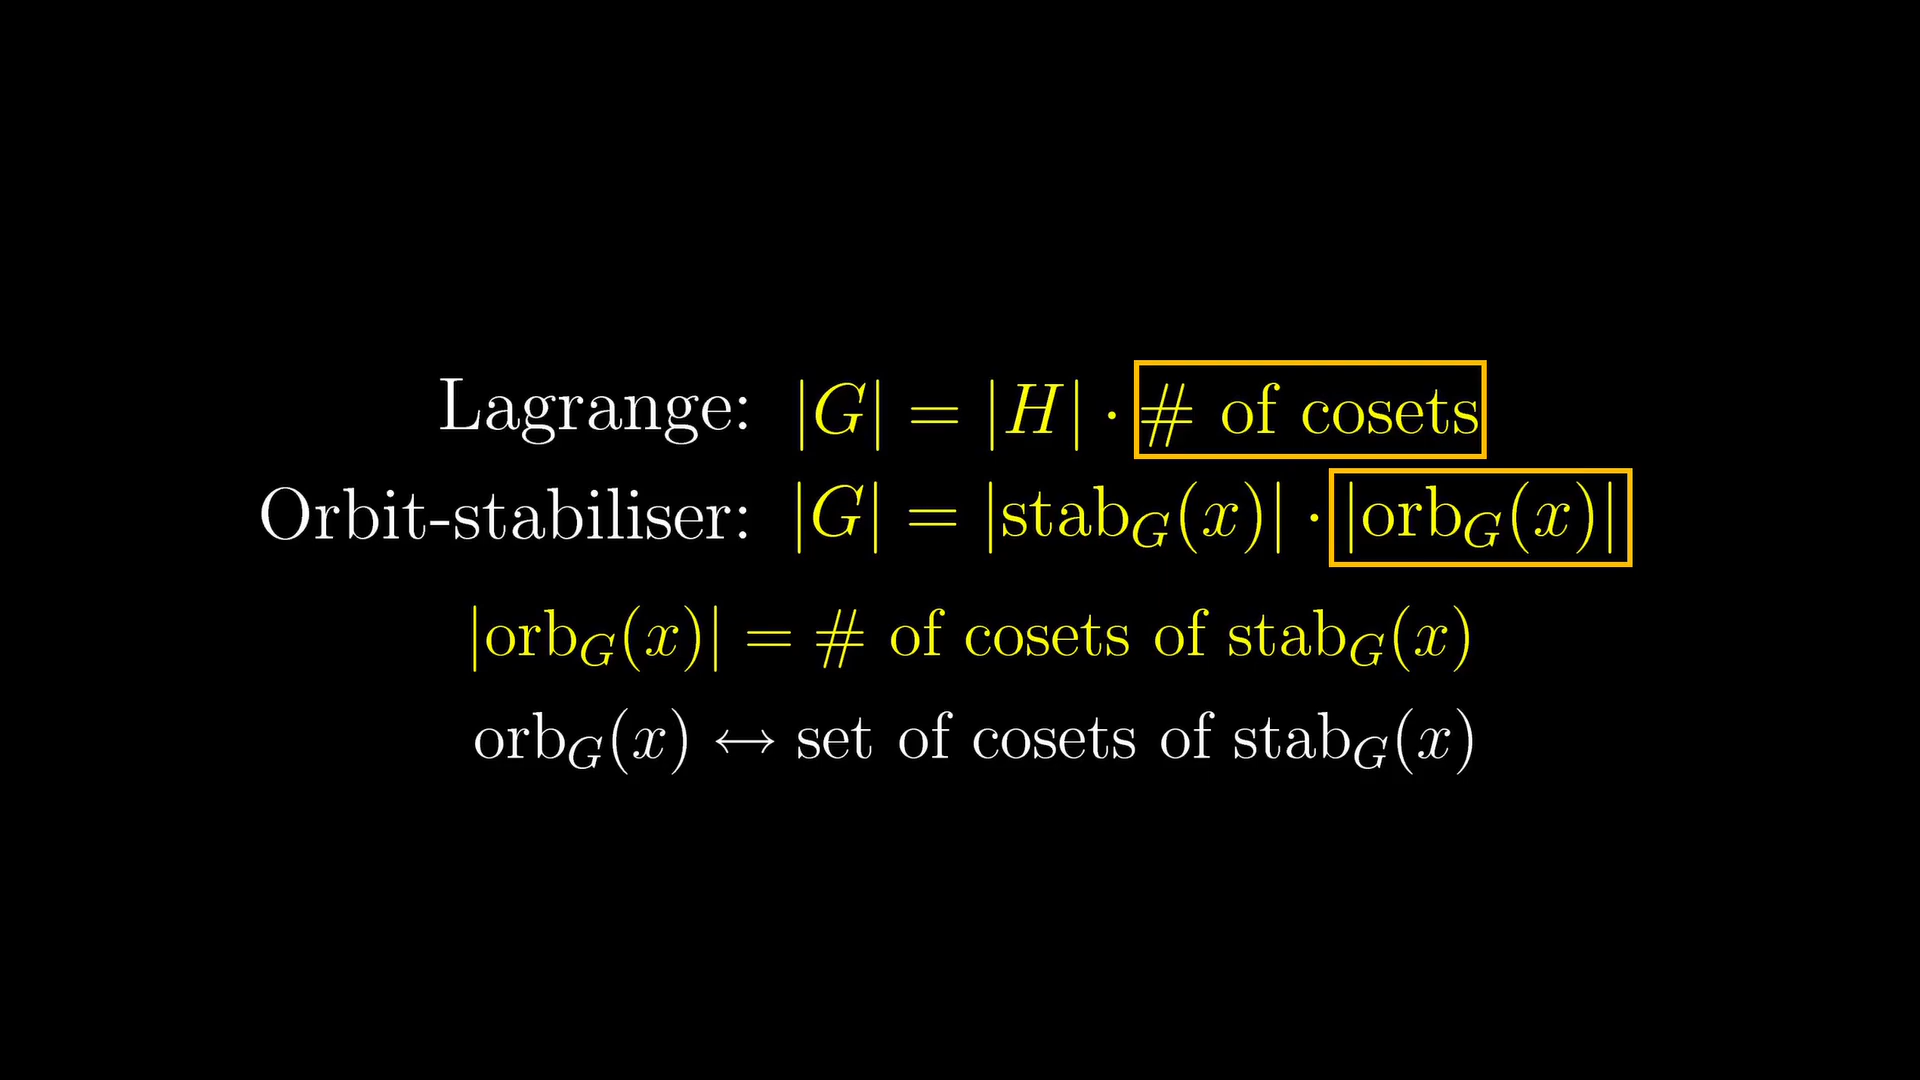 Lagrange: |G| = |H| · # of cosets
Orbit-stabiliser: |G| = |stab_G(x)| · |orb_G(x)|
|orb_G(x)| = # of cosets of stab_G(x)
orb_G(x) ↔ set of cosets of stab_G(x)